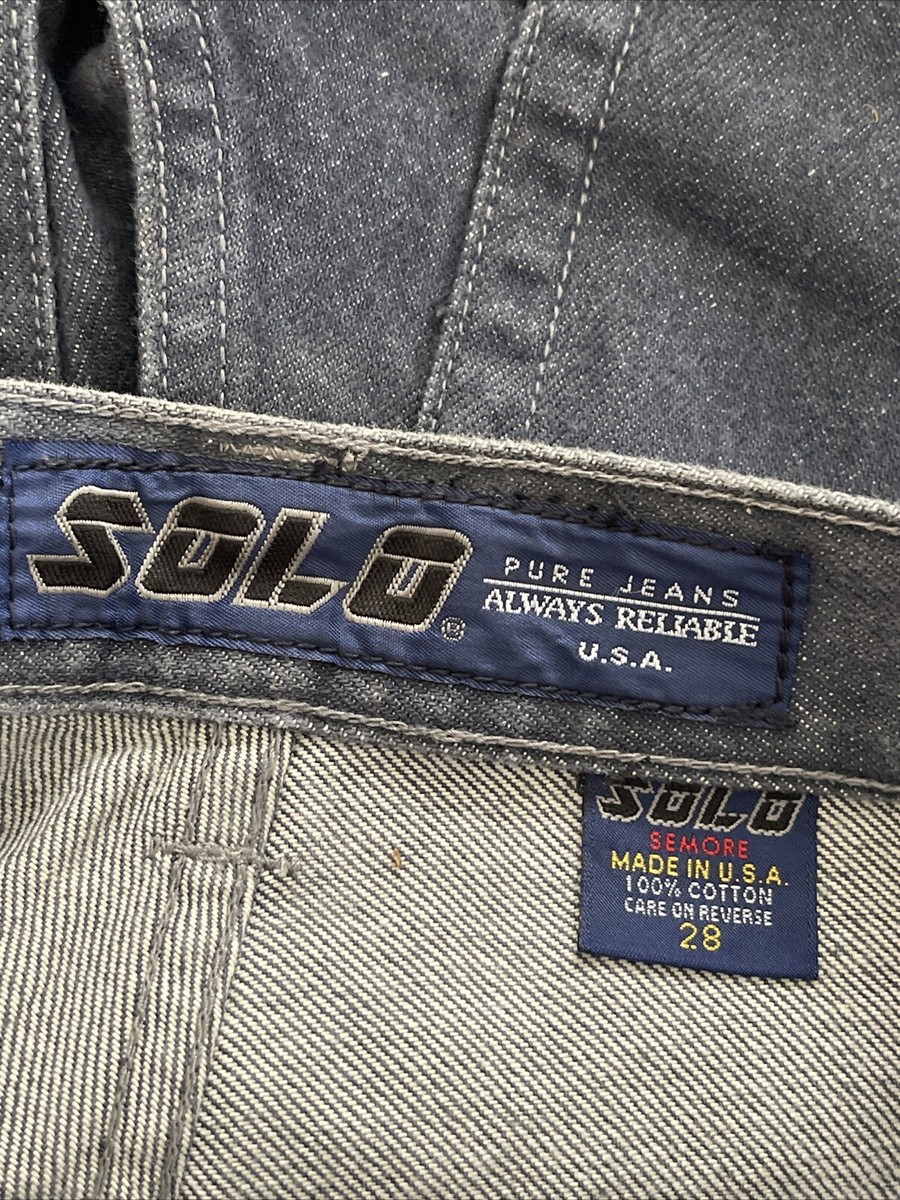 SOLO ®
PURE JEANS
ALWAYS RELIABLE
U.S.A.
SOLO
SEMORE
MADE IN U.S.A.
100% COTTON
CARE ON REVERSE
28